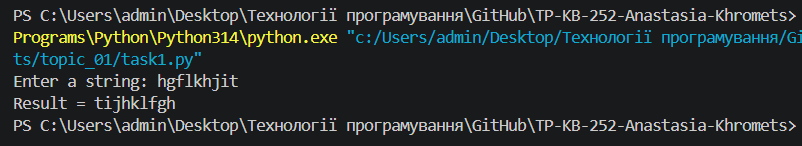 PS C:\Users\admin\Desktop\Технології програмування\GitHub\TP-KB-252-Anastasia-Khromets>
Programs\Python\Python314\python.exe "c:/Users/admin/Desktop/Технології програмування/Gi
ts/topic_01/task1.py"
Enter a string: hgflkhjit
Result = tijhklfgh
PS C:\Users\admin\Desktop\Технології програмування\GitHub\TP-KB-252-Anastasia-Khromets>